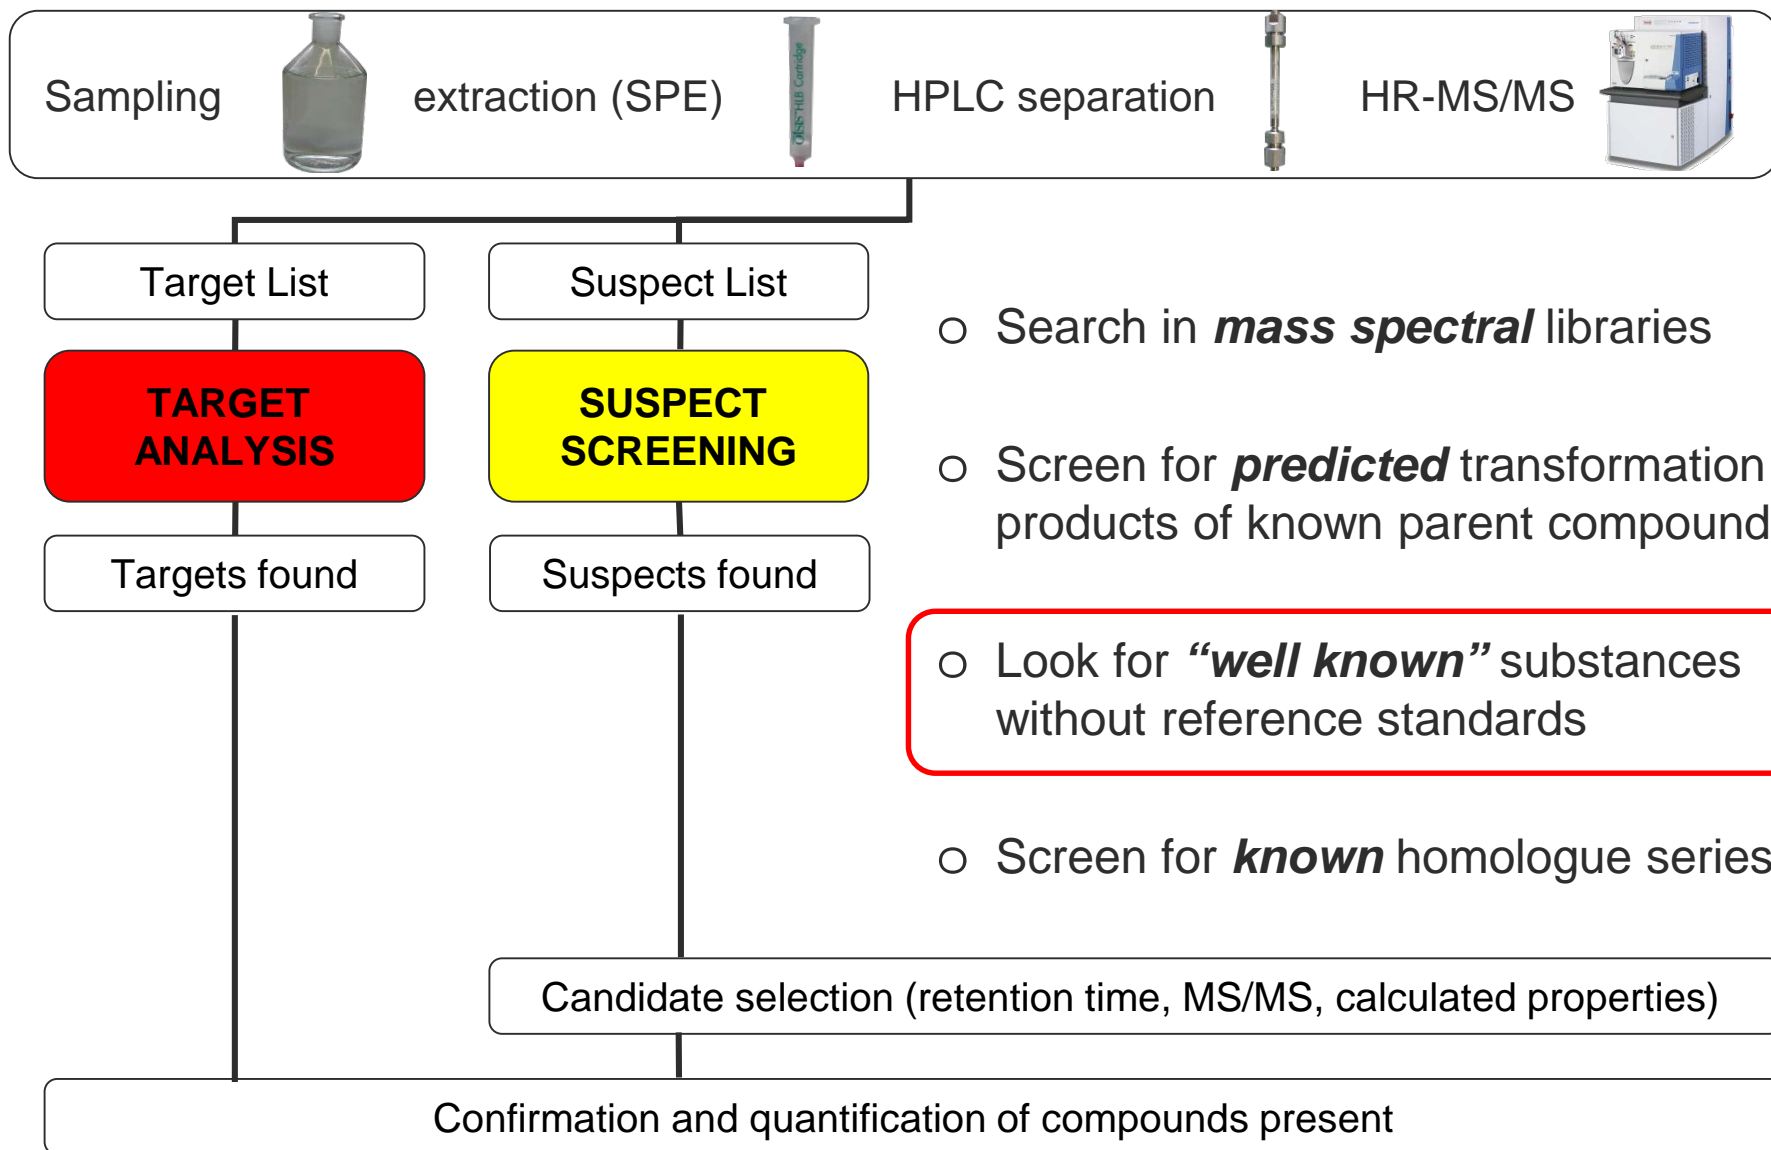 Sampling
extraction (SPE)
Oasis HLB Cartridge
HPLC separation
HR-MS/MS
Target List
Suspect List
TARGET
ANALYSIS
SUSPECT
SCREENING
Targets found
Suspects found
o Search in mass spectral libraries
o Screen for predicted transformation
products of known parent compound
o Look for “well known” substances
without reference standards
o Screen for known homologue series
Candidate selection (retention time, MS/MS, calculated properties)
Confirmation and quantification of compounds present